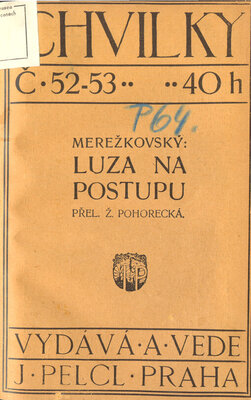 CHVILKY
Č·52-53·· ··40 h
P64.
MEREŽKOVSKÝ:
LUZA NA
POSTUPU
PŘEL. Ž. POHORECKÁ.
VYDÁVÁ·A·VEDE
J·PELCL·PRAHA